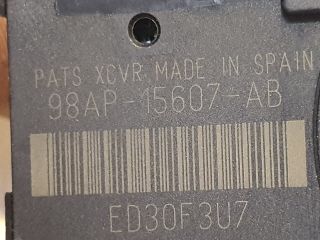 PATS XCVR MADE IN SPAIN
98AP-15607-AB
ED30F3U7